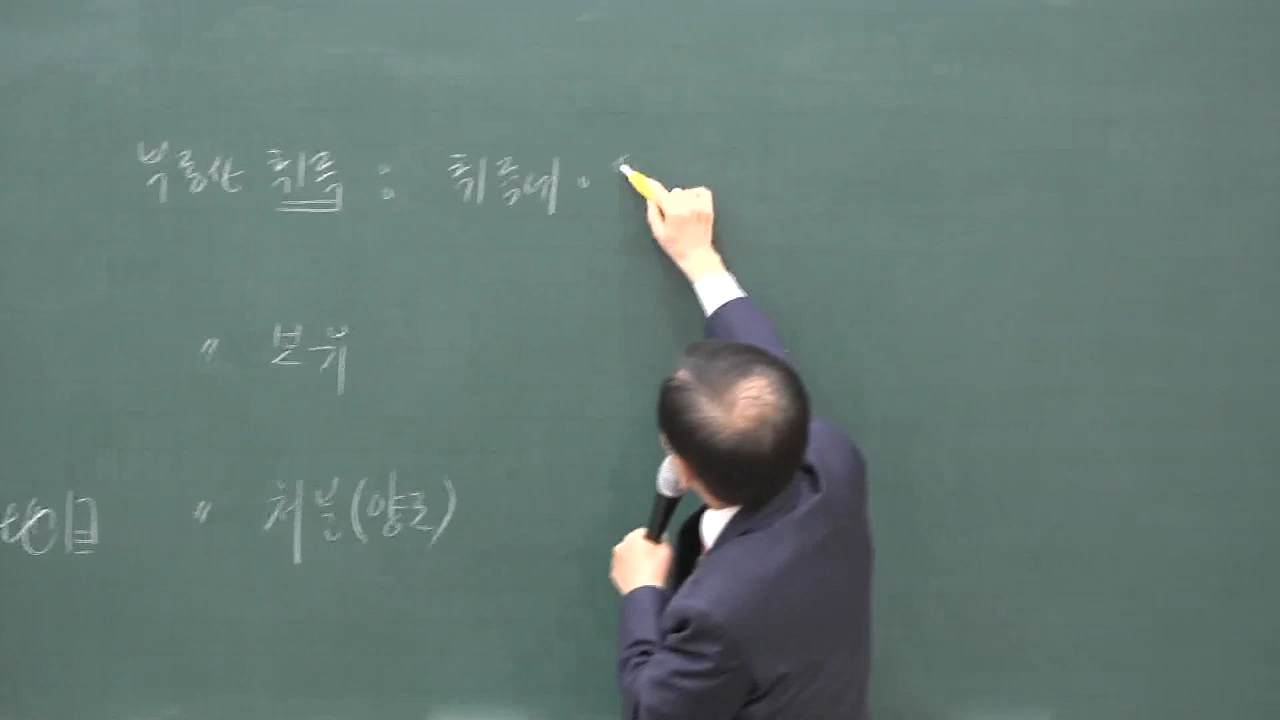 부동산 취득 : 취득세 ·
〃 보유
〃 처분(양도)